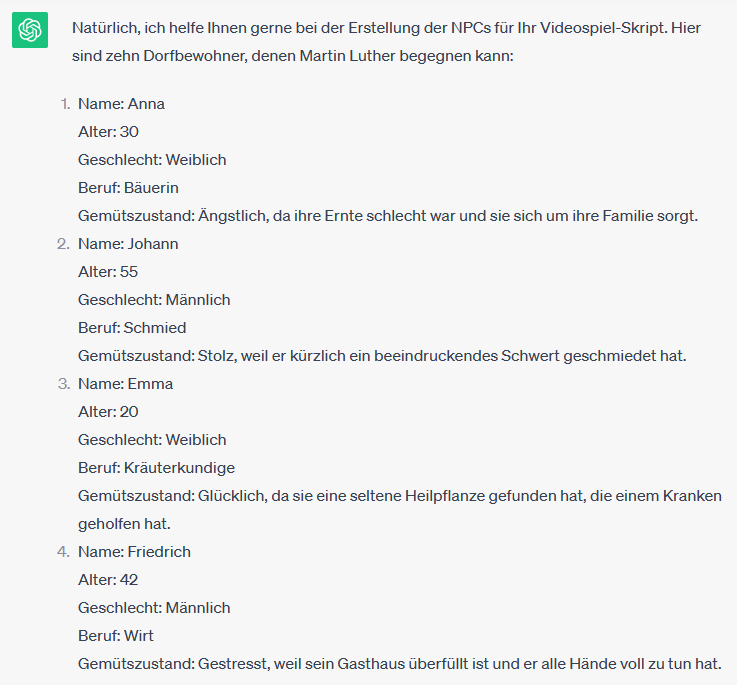 Natürlich, ich helfe Ihnen gerne bei der Erstellung der NPCs für Ihr Videospiel-Skript. Hier
sind zehn Dorfbewohner, denen Martin Luther begegnen kann:
1. Name: Anna
Alter: 30
Geschlecht: Weiblich
Beruf: Bäuerin
Gemütszustand: Ängstlich, da ihre Ernte schlecht war und sie sich um ihre Familie sorgt.
2. Name: Johann
Alter: 55
Geschlecht: Männlich
Beruf: Schmied
Gemütszustand: Stolz, weil er kürzlich ein beeindruckendes Schwert geschmiedet hat.
3. Name: Emma
Alter: 20
Geschlecht: Weiblich
Beruf: Kräuterkundige
Gemütszustand: Glücklich, da sie eine seltene Heilpflanze gefunden hat, die einem Kranken
geholfen hat.
4. Name: Friedrich
Alter: 42
Geschlecht: Männlich
Beruf: Wirt
Gemütszustand: Gestresst, weil sein Gasthaus überfüllt ist und er alle Hände voll zu tun hat.